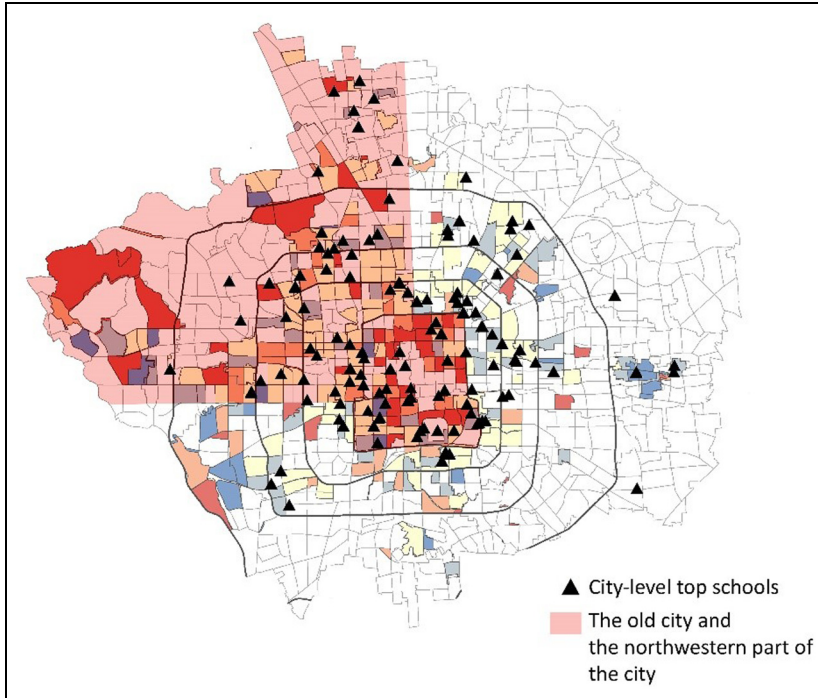 City-level top schools
The old city and
the northwestern part of
the city